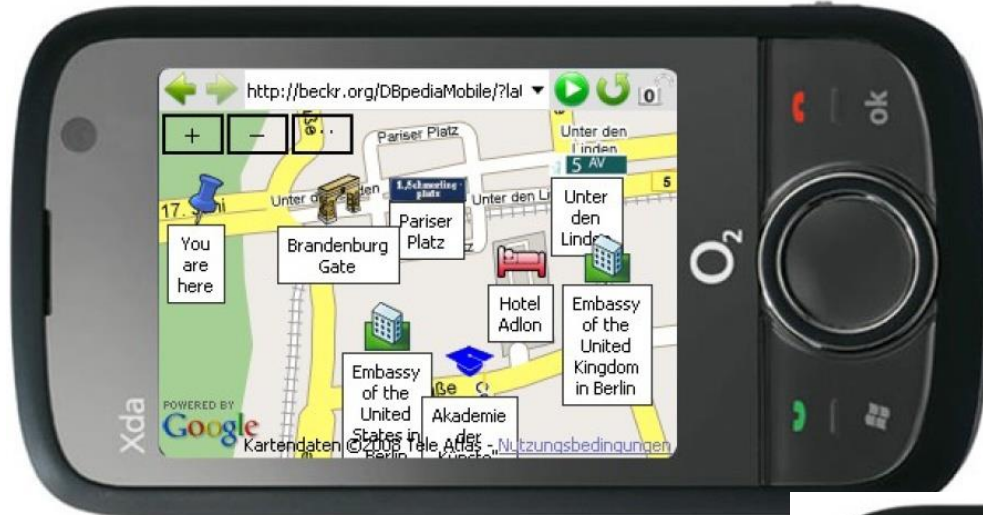 http://beckr.org/DBpediaMobile/?lal
+
-
Pariser Platz
Unter den
Linden
5 AV
5
17. Juni
Unter den
Unter den Li
You
are
here
Brandenburg
Gate
Pariser
Platz
Unter
den
Linden
Hotel
Adlon
Embassy
of the
United
Kingdom
in Berlin
Embassy
of the
United
States in
Berlin
Akademie
der
Künste
ße
POWERED BY
Google
Kartendaten ©2008 Tele Atlas - Nutzungsbedingungen
Xda
O2
ok